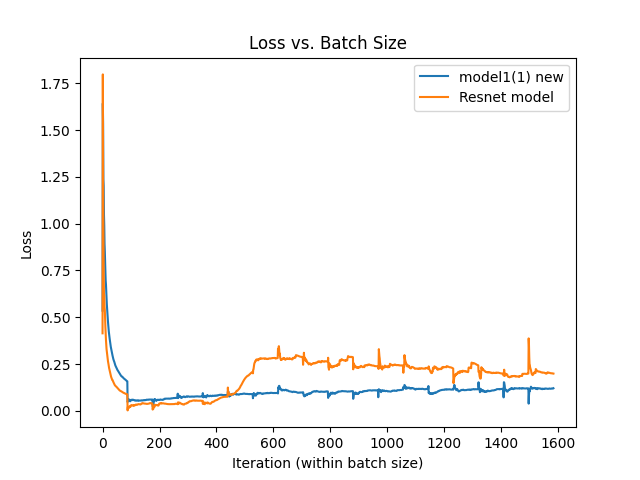 Loss vs. Batch Size
model1(1) new
Resnet model
1.75
1.50
1.25
1.00
0.75
0.50
0.25
0.00
Loss
0 200 400 600 800 1000 1200 1400 1600
Iteration (within batch size)